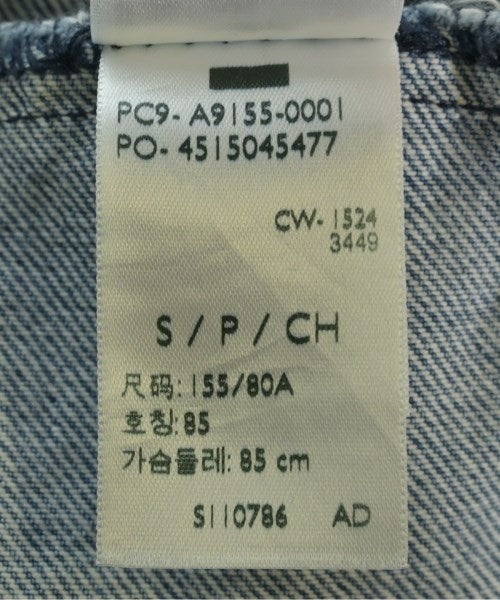 PC9- A9155-0001
PO- 4515045477
CW- 1524
3449
S / P / CH
尺码: 155/80A
호칭: 85
가슴둘레: 85 cm
S110786 AD